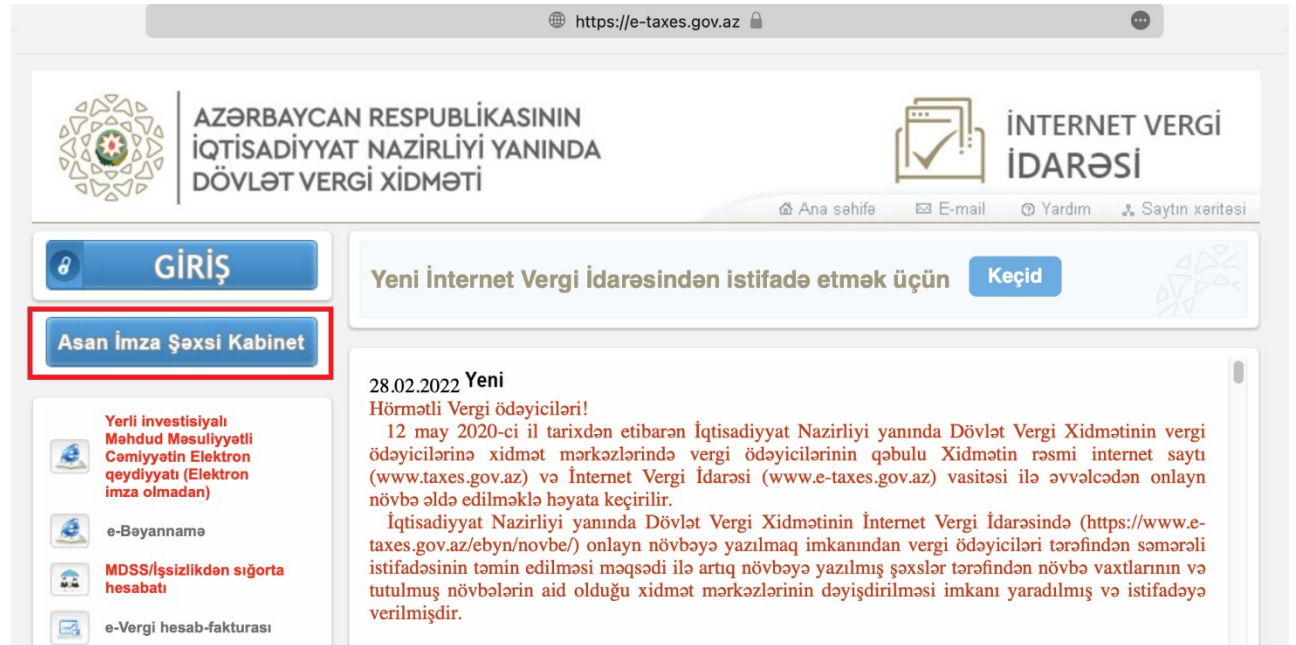 https://e-taxes.gov.az
AZƏRBAYCAN RESPUBLİKASININ
İQTİSADİYYAT NAZİRLİYİ YANINDA
DÖVLƏT VERGİ XİDMƏTİ
İNTERNET VERGİ
İDARƏSİ
Ana səhifə E-mail Yardım Saytın xəritəsi
GİRİŞ
Asan İmza Şəxsi Kabinet
Yerli investisiyalı
Məhdud Məsuliyyətli
Cəmiyyətin Elektron
qeydiyyatı (Elektron
imza olmadan)
e-Bəyannamə
MDSS/İşsizlikdən sığorta
hesabatı
e-Vergi hesab-fakturası
Yeni İnternet Vergi İdarəsindən istifadə etmək üçün Keçid
28.02.2022 Yeni
Hörmətli Vergi ödəyiciləri!
12 may 2020-ci il tarixdən etibarən İqtisadiyyat Nazirliyi yanında Dövlət Vergi Xidmətinin vergi
ödəyicilərinə xidmət mərkəzlərində vergi ödəyicilərinin qəbulu Xidmətin rəsmi internet saytı
(www.taxes.gov.az) və İnternet Vergi İdarəsi (www.e-taxes.gov.az) vasitəsi ilə əvvəlcədən onlayn
növbə əldə edilməklə həyata keçirilir.
İqtisadiyyat Nazirliyi yanında Dövlət Vergi Xidmətinin İnternet Vergi İdarəsində (https://www.e-
taxes.gov.az/ebyn/novbe/) onlayn növbəyə yazılmaq imkanından vergi ödəyiciləri tərəfindən səmərəli
istifadəsinin təmin edilməsi məqsədi ilə artıq növbəyə yazılmış şəxslər tərəfindən növbə vaxtlarının və
tutulmuş növbələrin aid olduğu xidmət mərkəzlərinin dəyişdirilməsi imkanı yaradılmış və istifadəyə
verilmişdir.